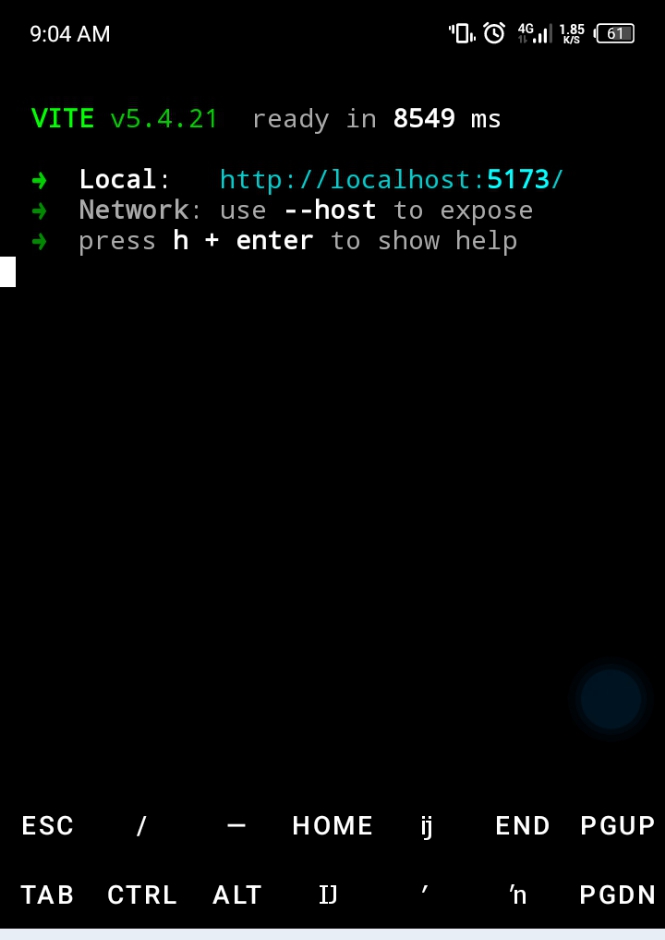 9:04 AM 4G 1.85 K/S 61
VITE v5.4.21 ready in 8549 ms
➜ Local: http://localhost:5173/
➜ Network: use --host to expose
➜ press h + enter to show help
ESC / — HOME ĳ END PGUP
TAB CTRL ALT Ĳ ′ ŉ PGDN